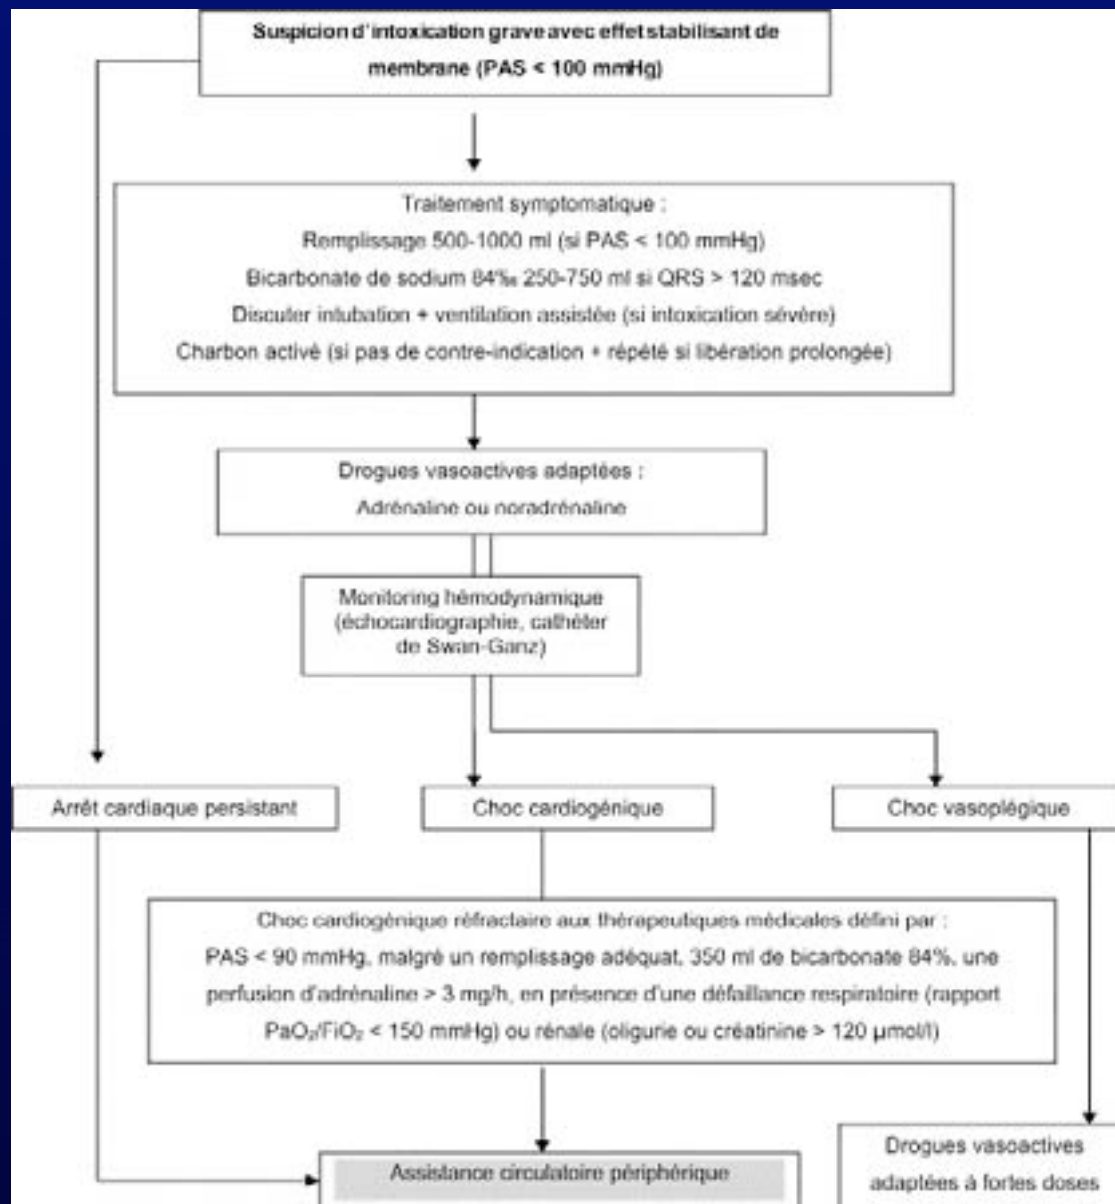 Suspicion d'intoxication grave avec effet stabilisant de
membrane (PAS < 100 mmHg)
Traitement symptomatique :
Remplissage 500-1000 ml (si PAS < 100 mmHg)
Bicarbonate de sodium 84‰ 250-750 ml si QRS > 120 msec
Discuter intubation + ventilation assistée (si intoxication sévère)
Charbon activé (si pas de contre-indication + répété si libération prolongée)
Drogues vasoactives adaptées :
Adrénaline ou noradrénaline
Monitoring hémodynamique
(échocardiographie, cathéter
de Swan-Ganz)
Arrêt cardiaque persistant
Choc cardiogénique
Choc vasoplégique
Choc cardiogénique réfractaire aux thérapeutiques médicales défini par :
PAS < 90 mmHg, malgré un remplissage adéquat, 350 ml de bicarbonate 84%, une
perfusion d'adrénaline > 3 mg/h, en présence d'une défaillance respiratoire (rapport
PaO₂/FiO₂ < 150 mmHg) ou rénale (oligurie ou créatinine > 120 µmol/l)
Assistance circulatoire périphérique
Drogues vasoactives
adaptées à fortes doses